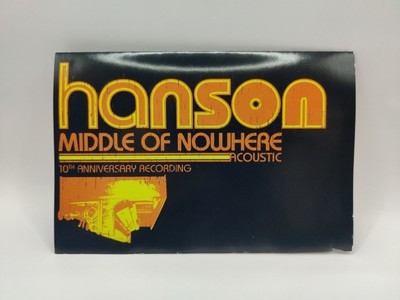 hanson
MIDDLE OF NOWHERE
ACOUSTIC
10TH ANNIVERSARY RECORDING